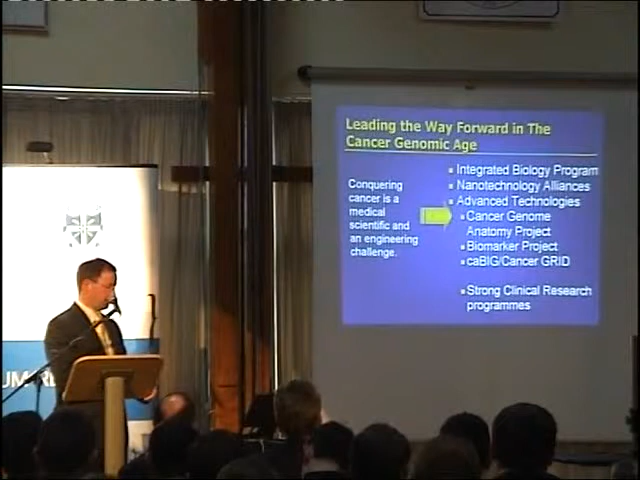 Leading the Way Forward in The
Cancer Genomic Age
Conquering
cancer is a
medical
scientific and
an engineering
challenge.
▪ Integrated Biology Program
▪ Nanotechnology Alliances
▪ Advanced Technologies
▪ Cancer Genome
Anatomy Project
▪ Biomarker Project
▪ caBIG/Cancer GRID
▪ Strong Clinical Research
programmes